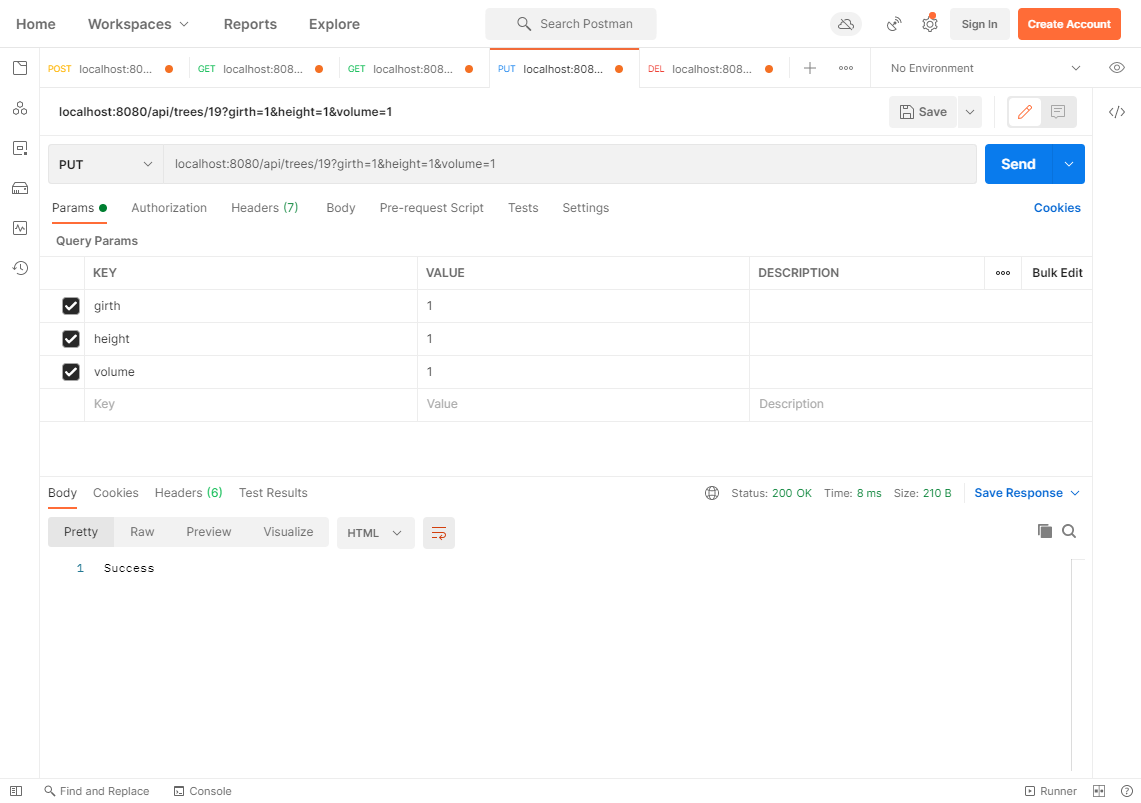 Home Workspaces Reports Explore Search Postman Sign In Create Account
POST localhost:80... GET localhost:808... GET localhost:808... PUT localhost:808... DEL localhost:808... No Environment
localhost:8080/api/trees/19?girth=1&height=1&volume=1 Save
PUT localhost:8080/api/trees/19?girth=1&height=1&volume=1 Send
Params Authorization Headers (7) Body Pre-request Script Tests Settings Cookies
Query Params
KEY VALUE DESCRIPTION Bulk Edit
girth 1
height 1
volume 1
Key Value Description
Body Cookies Headers (6) Test Results Status: 200 OK Time: 8 ms Size: 210 B Save Response
Pretty Raw Preview Visualize HTML
1 Success
Find and Replace Console Runner